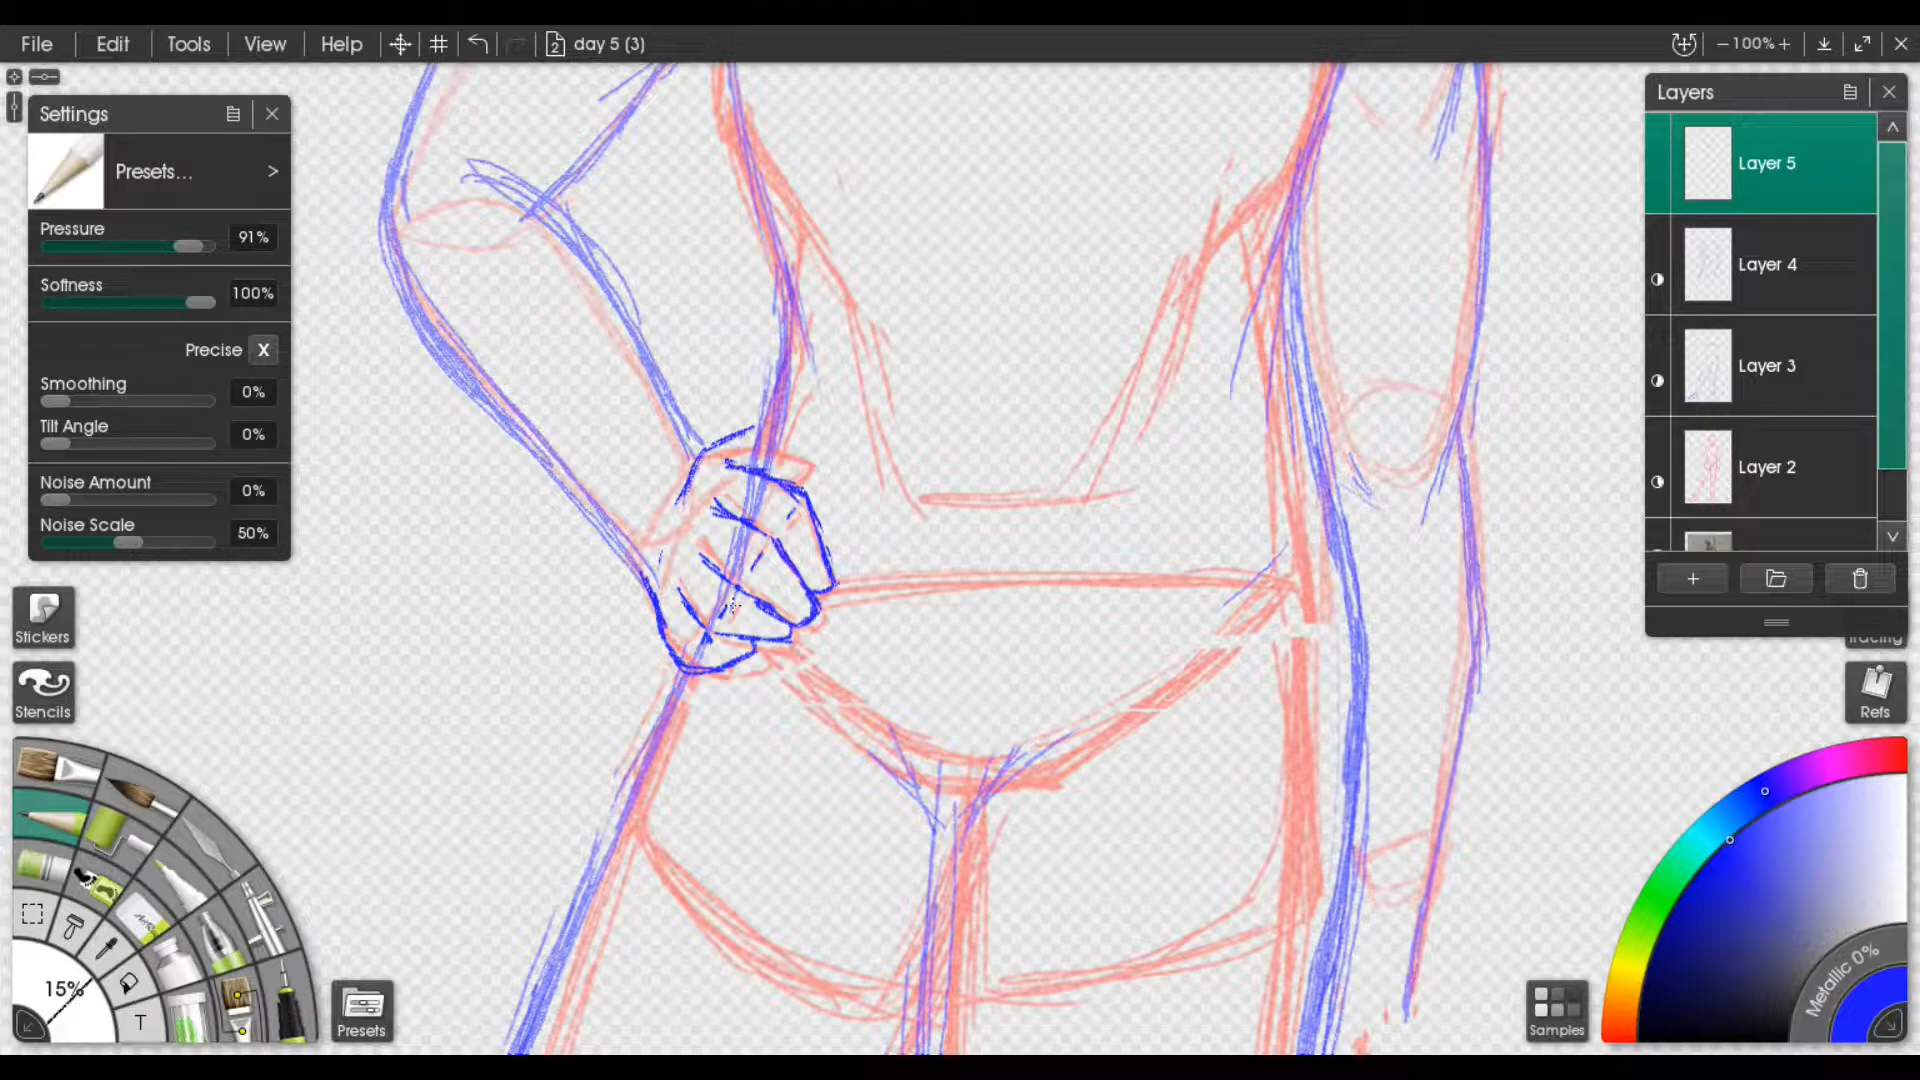 File Edit Tools View Help day 5 (3) −100%+
2
Settings
Presets... >
Pressure
91%
Softness
100%
Precise X
Smoothing
0%
Tilt Angle
0%
Noise Amount
0%
Noise Scale
50%
Stickers
Stencils
15%
T
Presets
Layers
Layer 5
Layer 4
Layer 3
Layer 2
Tracing
Refs
Samples
Metallic 0%